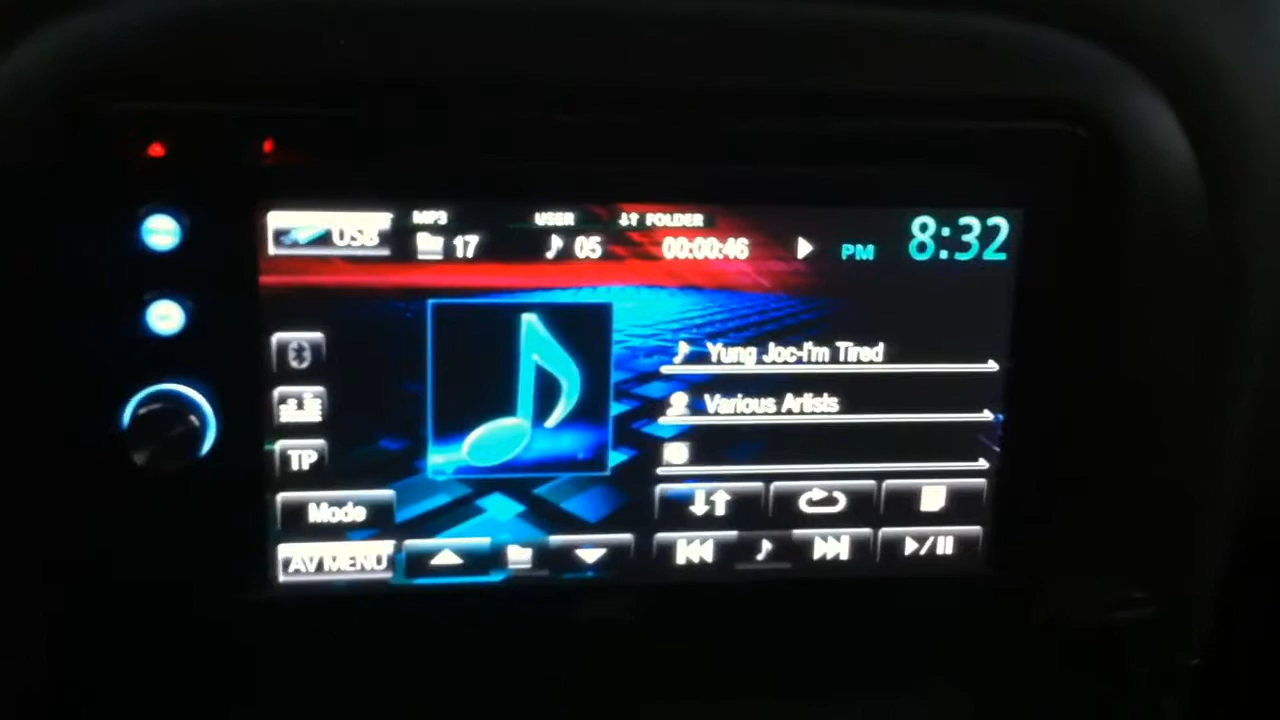 MP3 USER FOLDER
USB 17 05 00:00:46 PM 8:32
Yung Joc-I'm Tired
Various Artists
TP
Mode
AV MENU